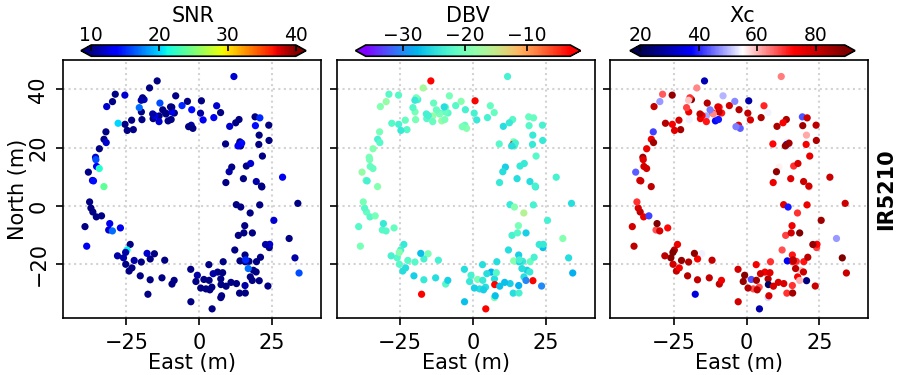 SNR DBV Xc
10 20 30 40 −30 −20 −10 20 40 60 80
40
20
0
−20
North (m)
IR5210
−25 0 25 −25 0 25 −25 0 25
East (m) East (m) East (m)